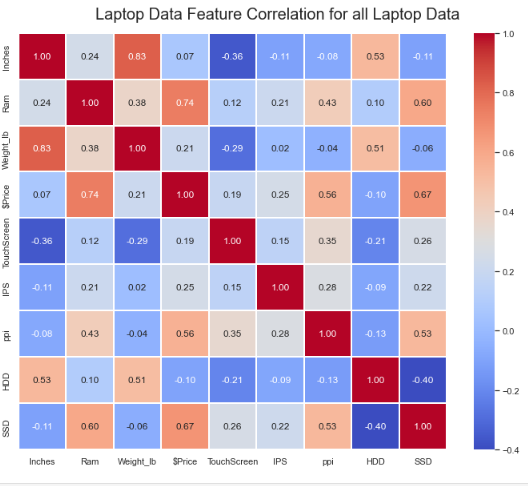 Laptop Data Feature Correlation for all Laptop Data
Inches 1.00 0.24 0.83 0.07 -0.36 -0.11 -0.08 0.53 -0.11
Ram 0.24 1.00 0.38 0.74 0.12 0.21 0.43 0.10 0.60
Weight_lb 0.83 0.38 1.00 0.21 -0.29 0.02 -0.04 0.51 -0.06
$Price 0.07 0.74 0.21 1.00 0.19 0.25 0.56 -0.10 0.67
TouchScreen -0.36 0.12 -0.29 0.19 1.00 0.15 0.35 -0.21 0.26
IPS -0.11 0.21 0.02 0.25 0.15 1.00 0.28 -0.09 0.22
ppi -0.08 0.43 -0.04 0.56 0.35 0.28 1.00 -0.13 0.53
HDD 0.53 0.10 0.51 -0.10 -0.21 -0.09 -0.13 1.00 -0.40
SSD -0.11 0.60 -0.06 0.67 0.26 0.22 0.53 -0.40 1.00
Inches Ram Weight_lb $Price TouchScreen IPS ppi HDD SSD
1.0
0.8
0.6
0.4
0.2
0.0
−0.2
−0.4